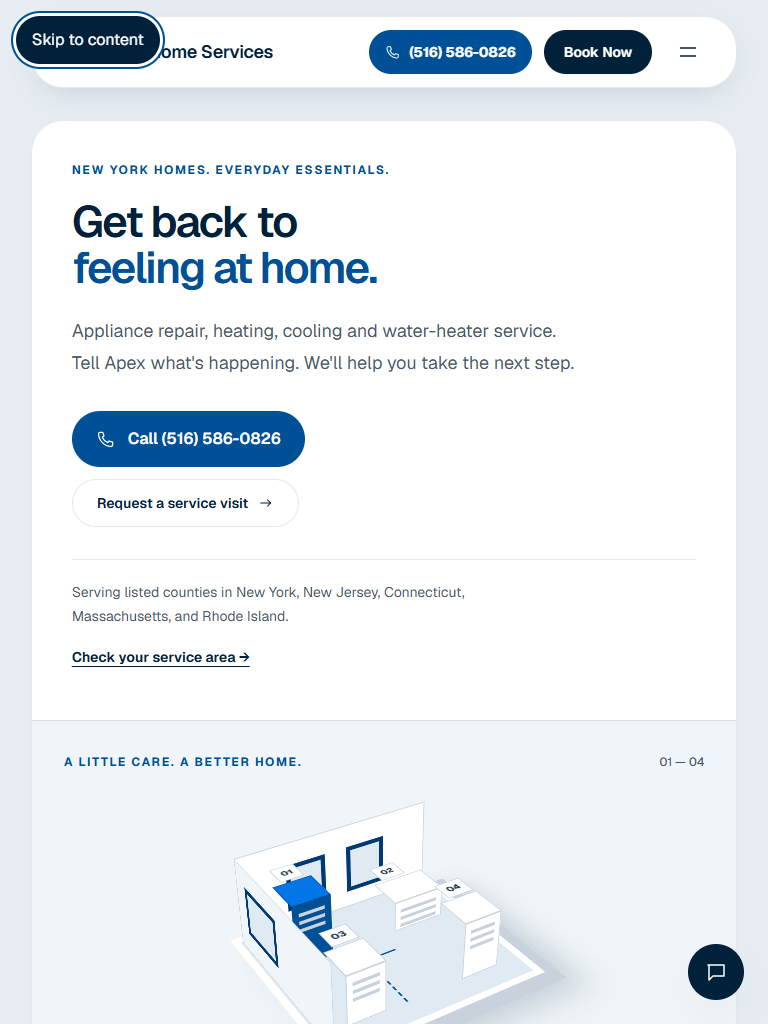 Skip to content
ome Services
(516) 586-0826
Book Now
NEW YORK HOMES. EVERYDAY ESSENTIALS.
Get back to
feeling at home.
Appliance repair, heating, cooling and water-heater service.
Tell Apex what's happening. We'll help you take the next step.
Call (516) 586-0826
Request a service visit →
Serving listed counties in New York, New Jersey, Connecticut,
Massachusetts, and Rhode Island.
Check your service area →
A LITTLE CARE. A BETTER HOME.
01 — 04
01
02
04
03